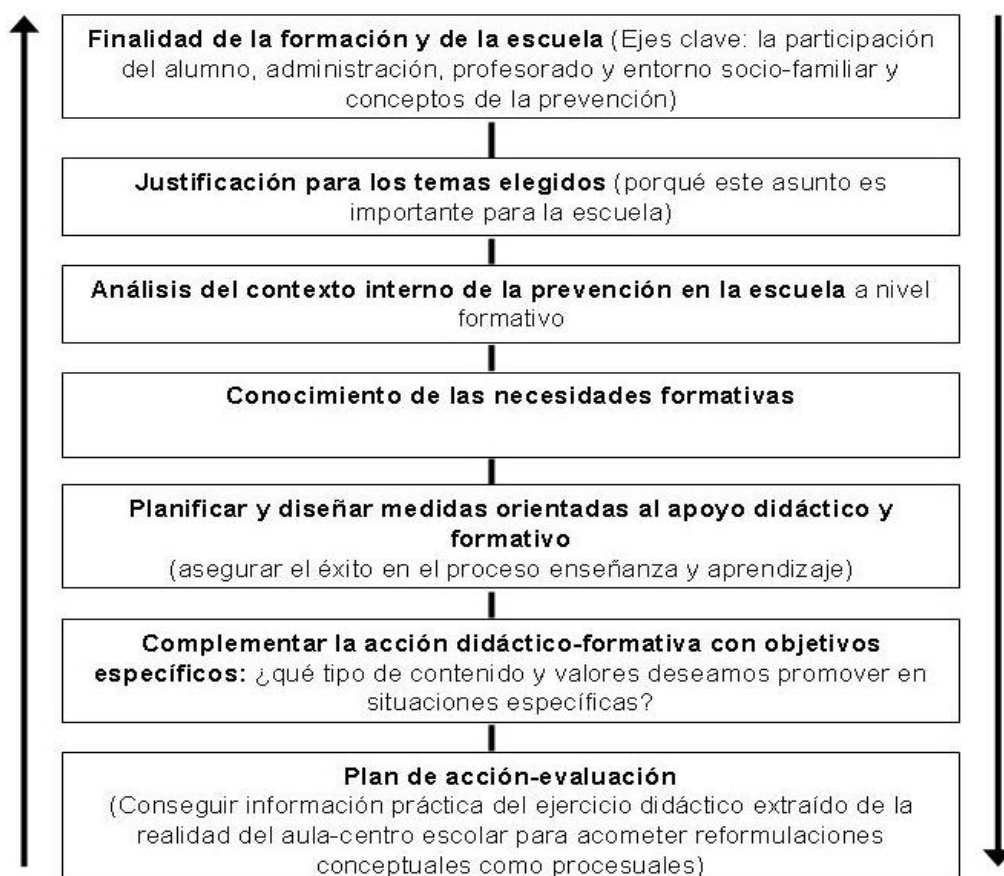 Finalidad de la formación y de la escuela (Ejes clave: la participación
del alumno, administración, profesorado y entorno socio-familiar y
conceptos de la prevención)
Justificación para los temas elegidos (porqué este asunto es
importante para la escuela)
Análisis del contexto interno de la prevención en la escuela a nivel
formativo
Conocimiento de las necesidades formativas
Planificar y diseñar medidas orientadas al apoyo didáctico y
formativo
(asegurar el éxito en el proceso enseñanza y aprendizaje)
Complementar la acción didáctico-formativa con objetivos
específicos: ¿qué tipo de contenido y valores deseamos promover en
situaciones específicas?
Plan de acción-evaluación
(Conseguir información práctica del ejercicio didáctico extraído de la
realidad del aula-centro escolar para acometer reformulaciones
conceptuales como procesuales)